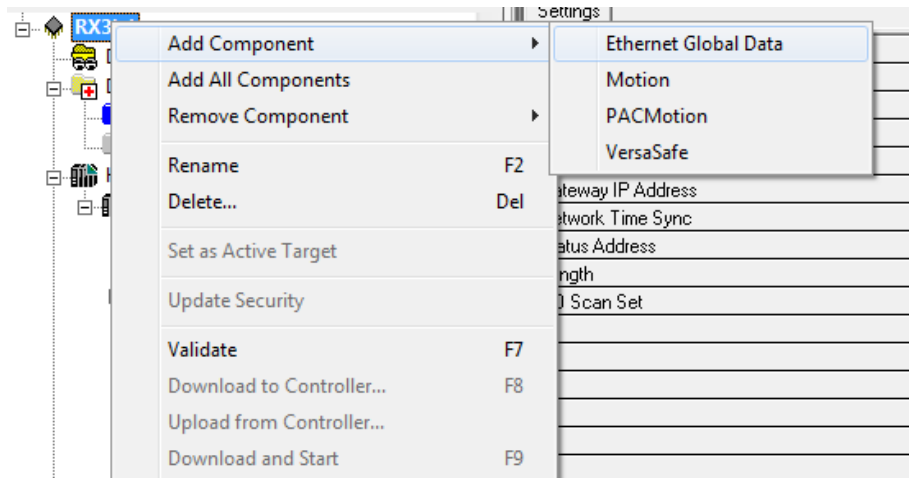 Settings
RX3
Add Component
Add All Components
Remove Component
Rename F2
Delete... Del
Set as Active Target
Update Security
Validate F7
Download to Controller... F8
Upload from Controller...
Download and Start F9
Ethernet Global Data
Motion
PACMotion
VersaSafe
ateway IP Address
etwork Time Sync
atus Address
ngth
O Scan Set